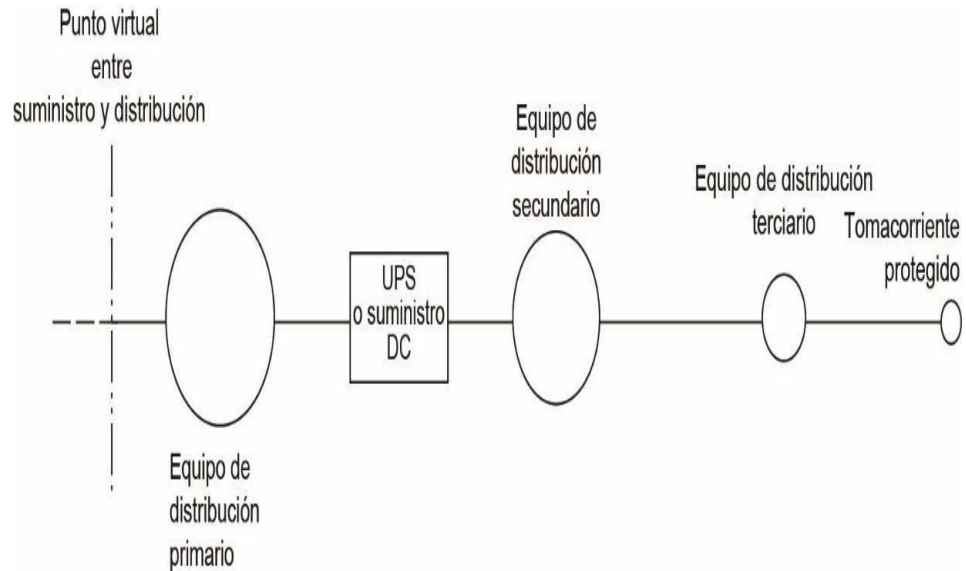 Punto virtual
entre
suministro y distribución
Equipo de
distribución
primario
UPS
o suministro
DC
Equipo de
distribución
secundario
Equipo de distribución
terciario
Tomacorriente
protegido